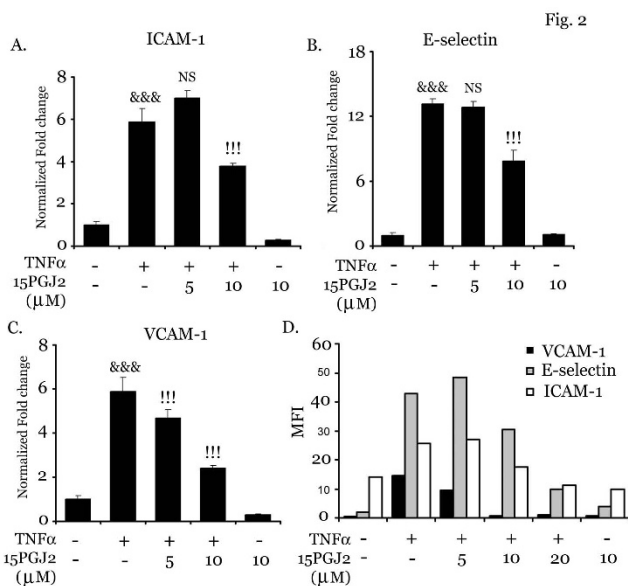 Fig. 2
A.
ICAM-1
Normalized Fold change
8
6
4
2
0
&&&
NS
!!!
TNFα - + + + -
15PGJ2 - - 5 10 10
(µM)
B.
E-selectin
Normalized Fold change
18
13
9
4
0
&&&
NS
!!!
TNFα - + + + -
15PGJ2 - - 5 10 10
(µM)
C.
VCAM-1
Normalized Fold change
8
6
4
2
0
&&&
!!!
!!!
TNFα - + + + -
15PGJ2 - - 5 10 10
(µM)
D.
VCAM-1
E-selectin
ICAM-1
MFI
60
50
40
30
20
10
0
TNFα - + + + + -
15PGJ2 - - 5 10 20 10
(µM)